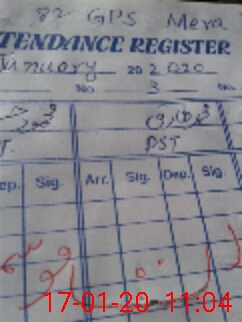 82 GPS Mera
TENDANCE REGISTER
January 20 2020
No. 3
PST
ep. Sig. Arr. Sig. Dep. Sig.
17-01-20 11:04